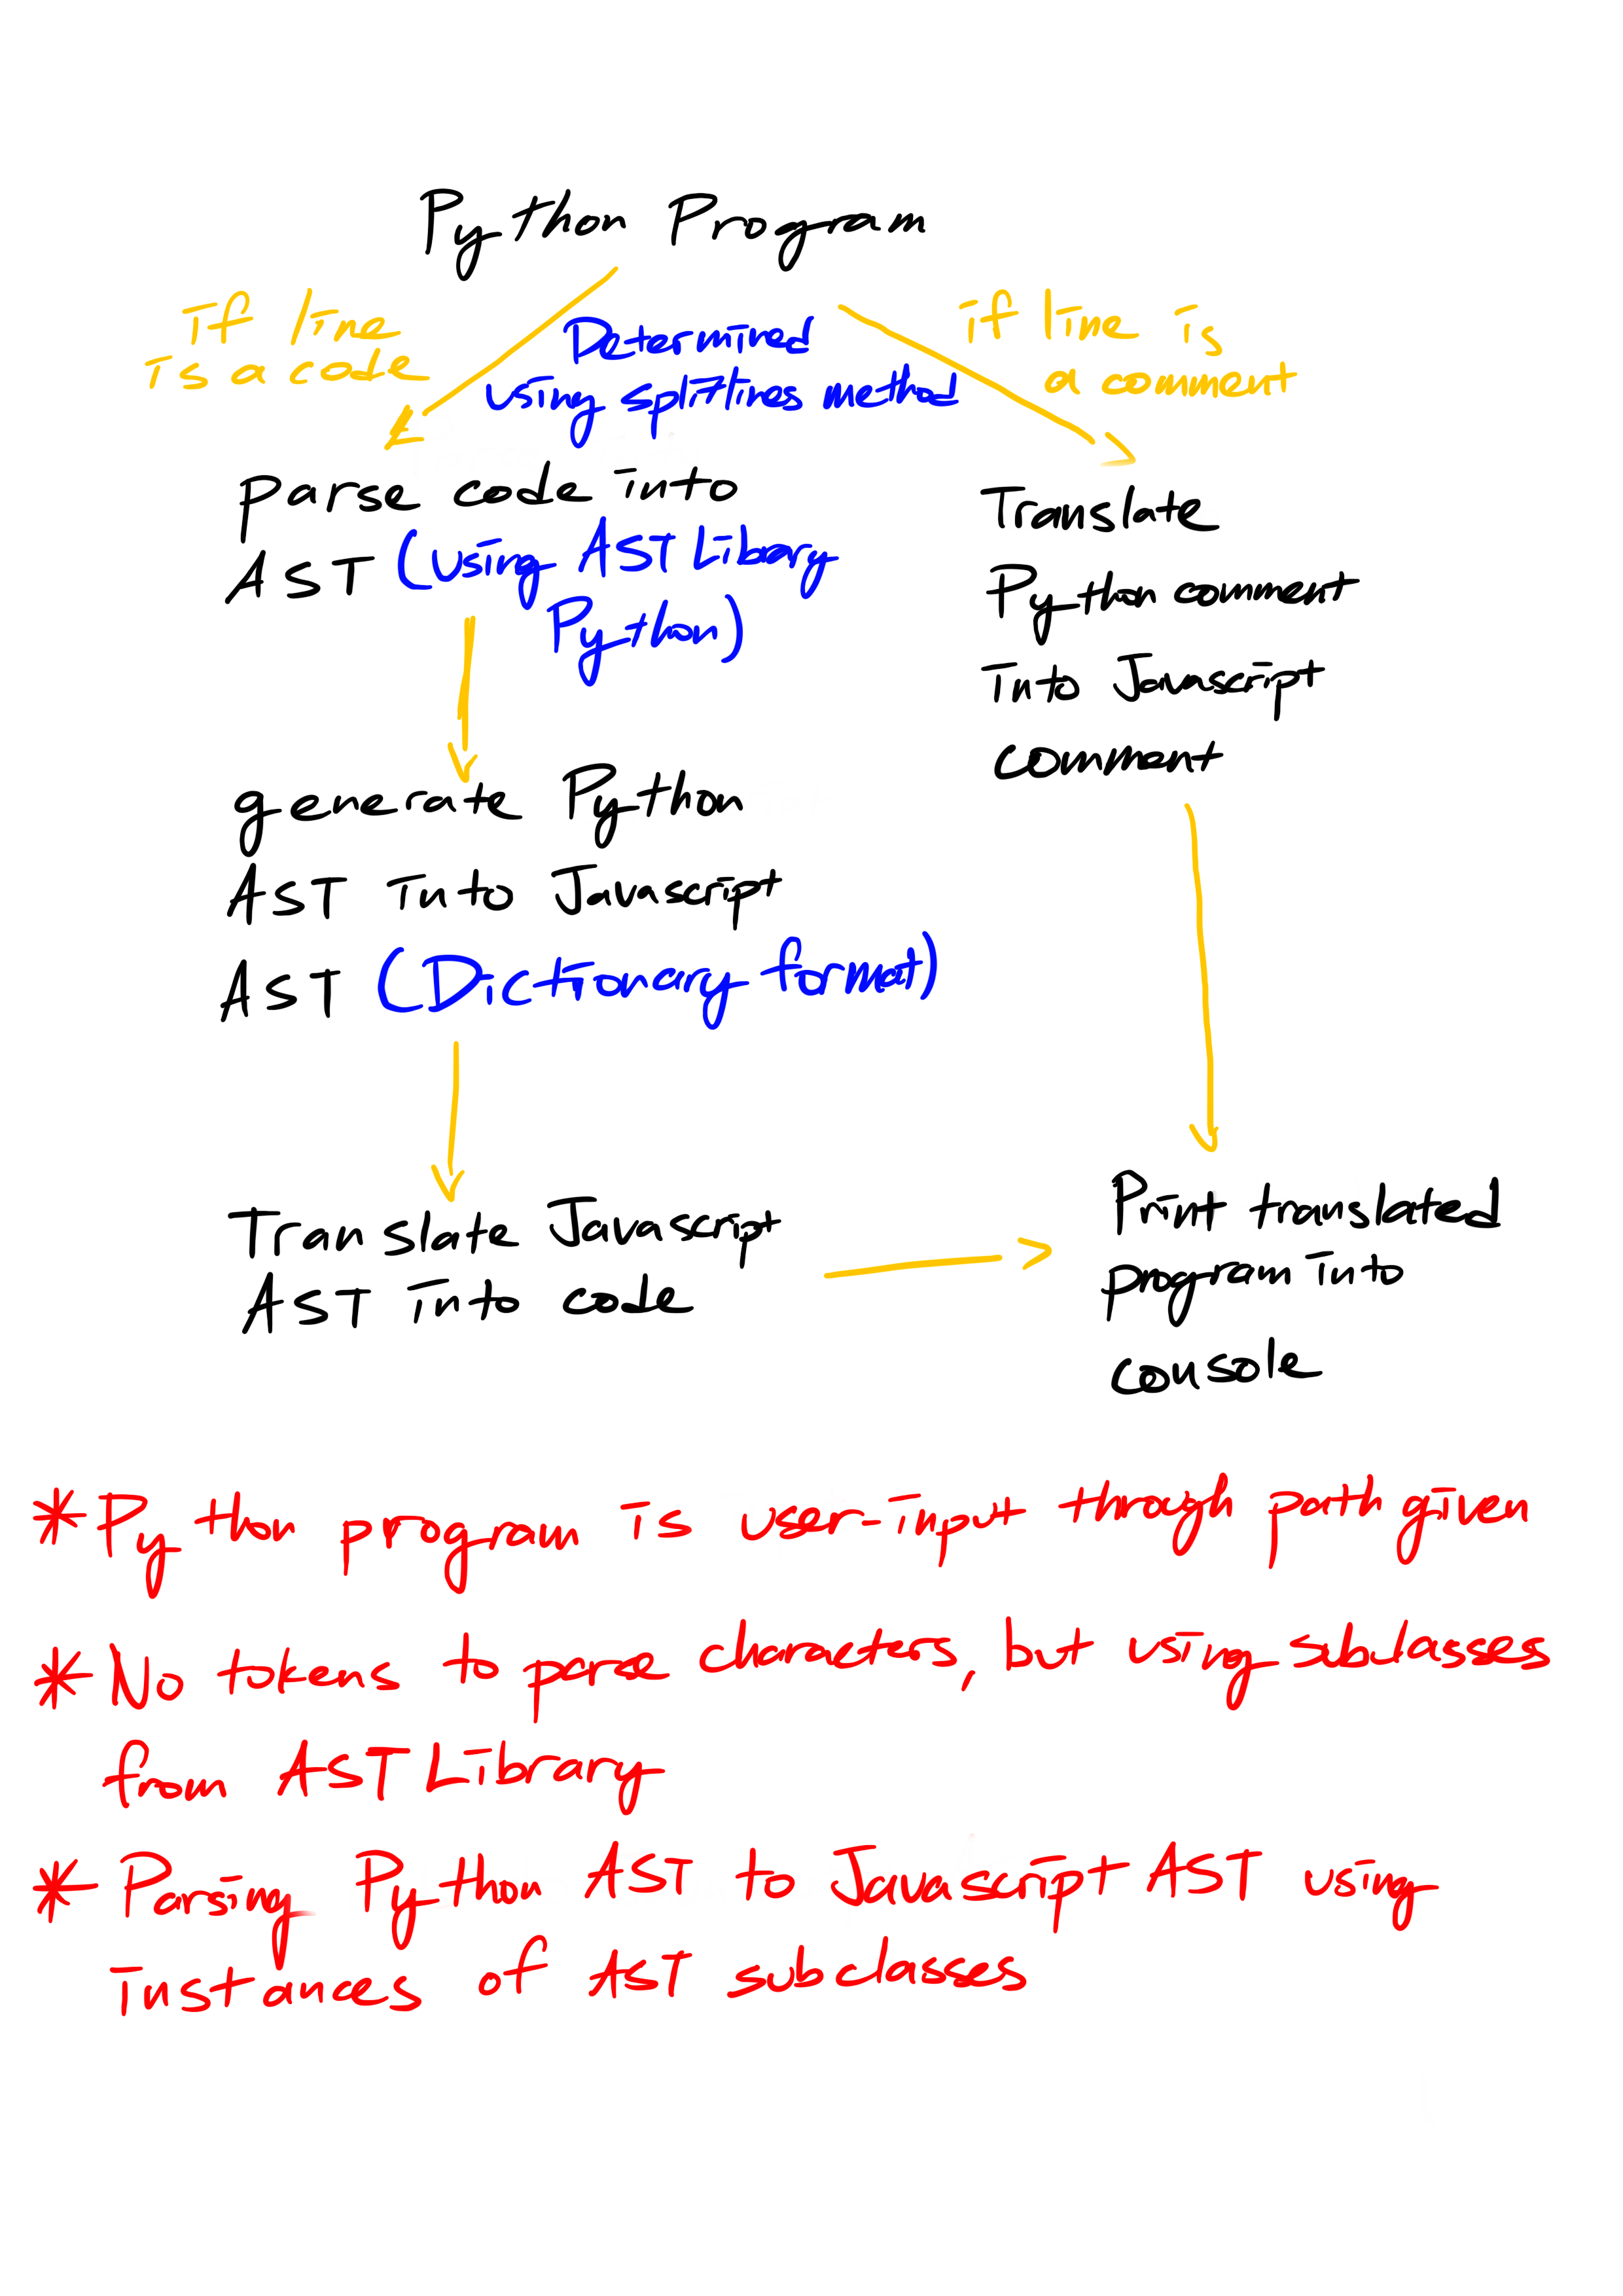 Python Program
if line
is a code
Determined
using splitlines method
if line is
a comment
parse code into
AST (using AST Library
Python)
Translate
Python comment
into Javascript
comment
generate Python
AST into Javascript
AST (Dictionary format)
Translate Javascript
AST into code
Print translated
program into
console
* Python program is user-input through path given
* No tokens to parse characters, but using subclasses
from AST Library
* Parsing Python AST to Javascript AST using
instances of AST subclasses